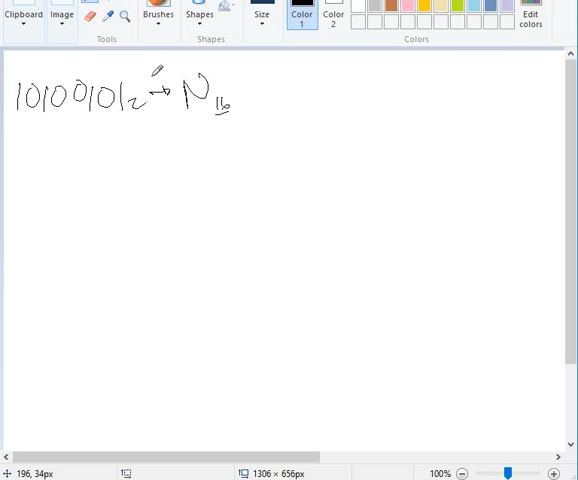 Clipboard Image Tools Brushes Shapes Shapes Size Color 1 Color 2 Edit colors Colors
10100101₂ → N₁₆
196, 34px 1306 × 656px 100%